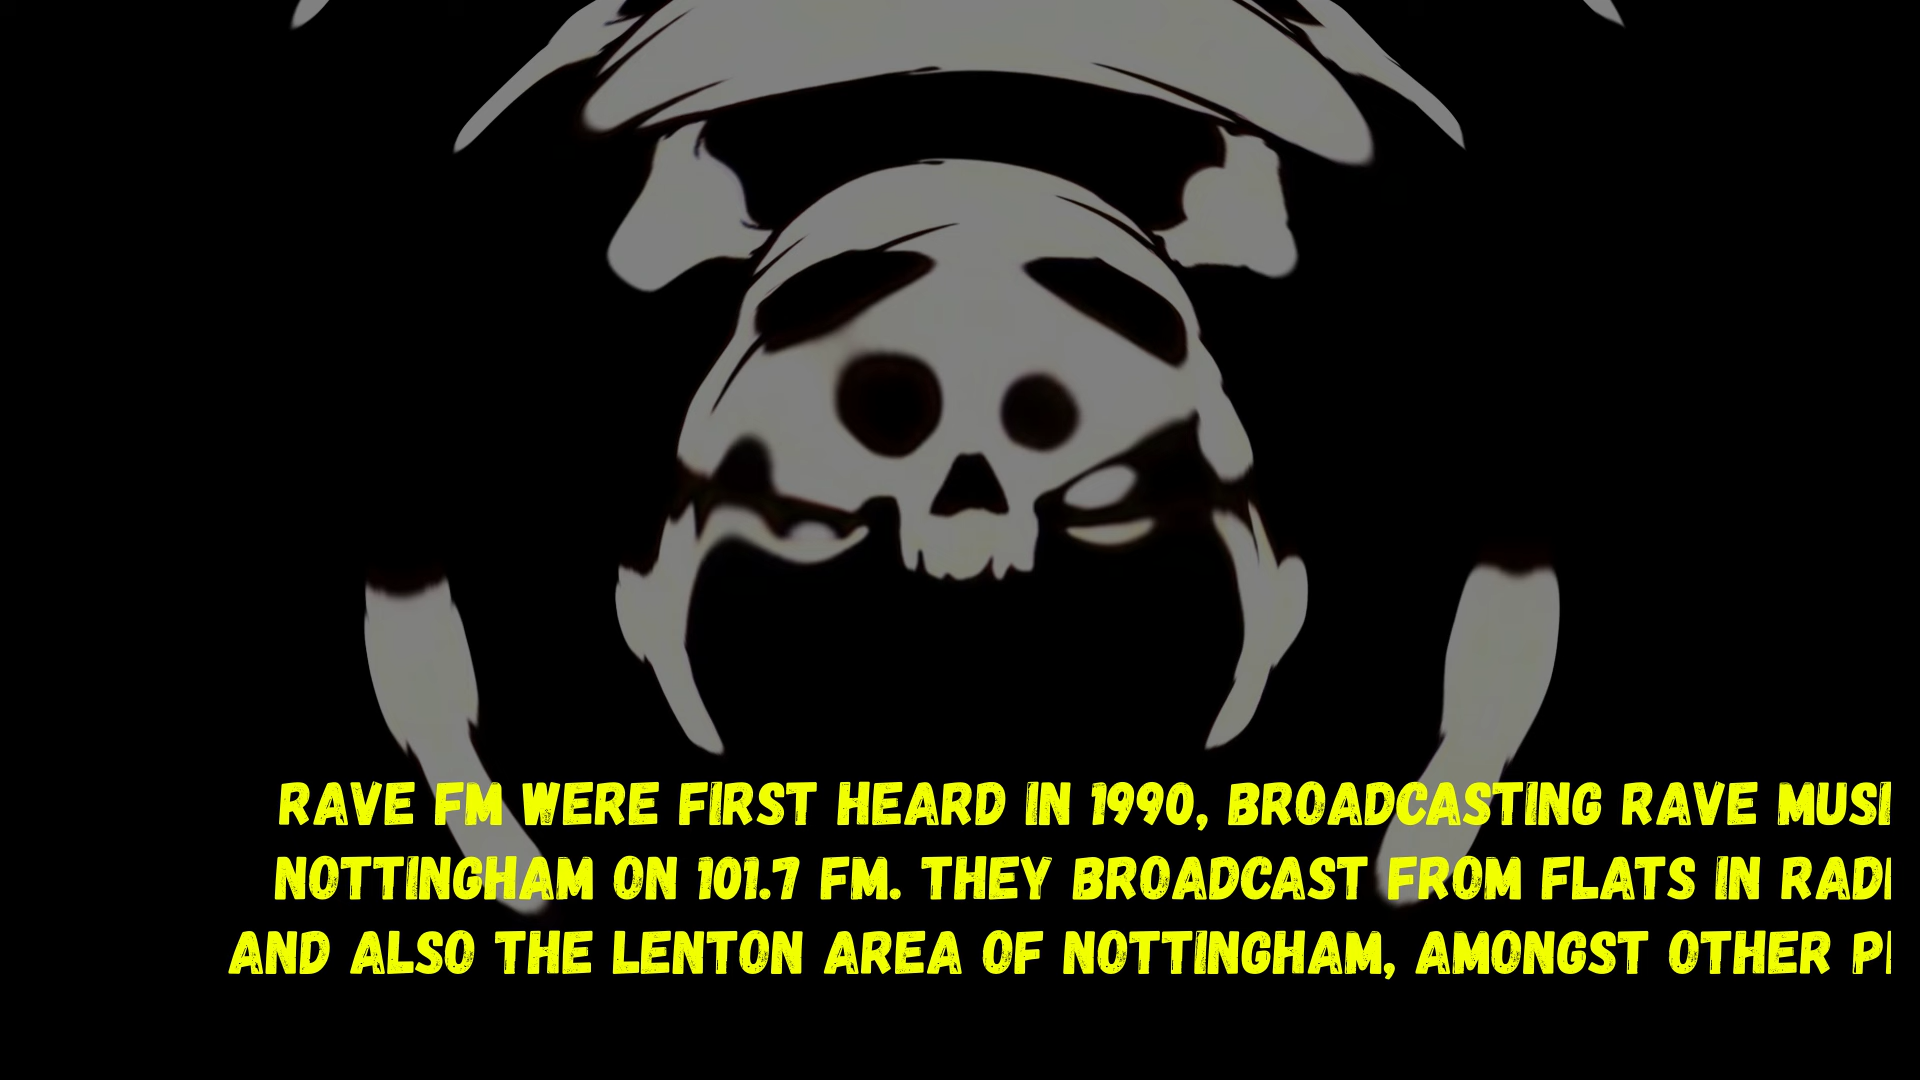 RAVE FM WERE FIRST HEARD IN 1990, BROADCASTING RAVE MUSI
NOTTINGHAM ON 101.7 FM. THEY BROADCAST FROM FLATS IN RADI
AND ALSO THE LENTON AREA OF NOTTINGHAM, AMONGST OTHER